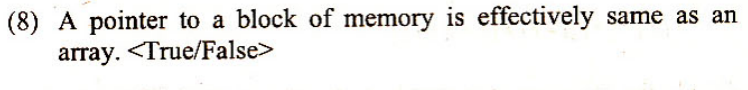 (8) A pointer to a block of memory is effectively same as an
array. <True/False>